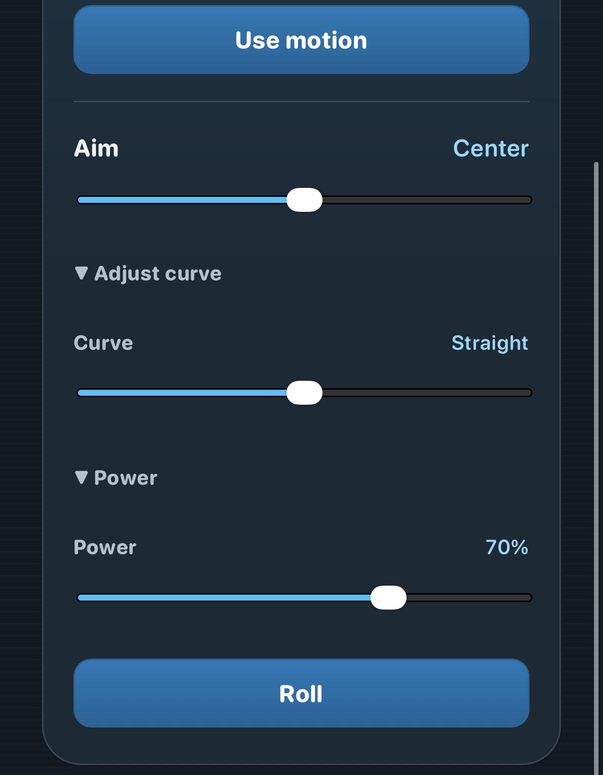 Use motion
Aim Center
▼ Adjust curve
Curve Straight
▼ Power
Power 70%
Roll